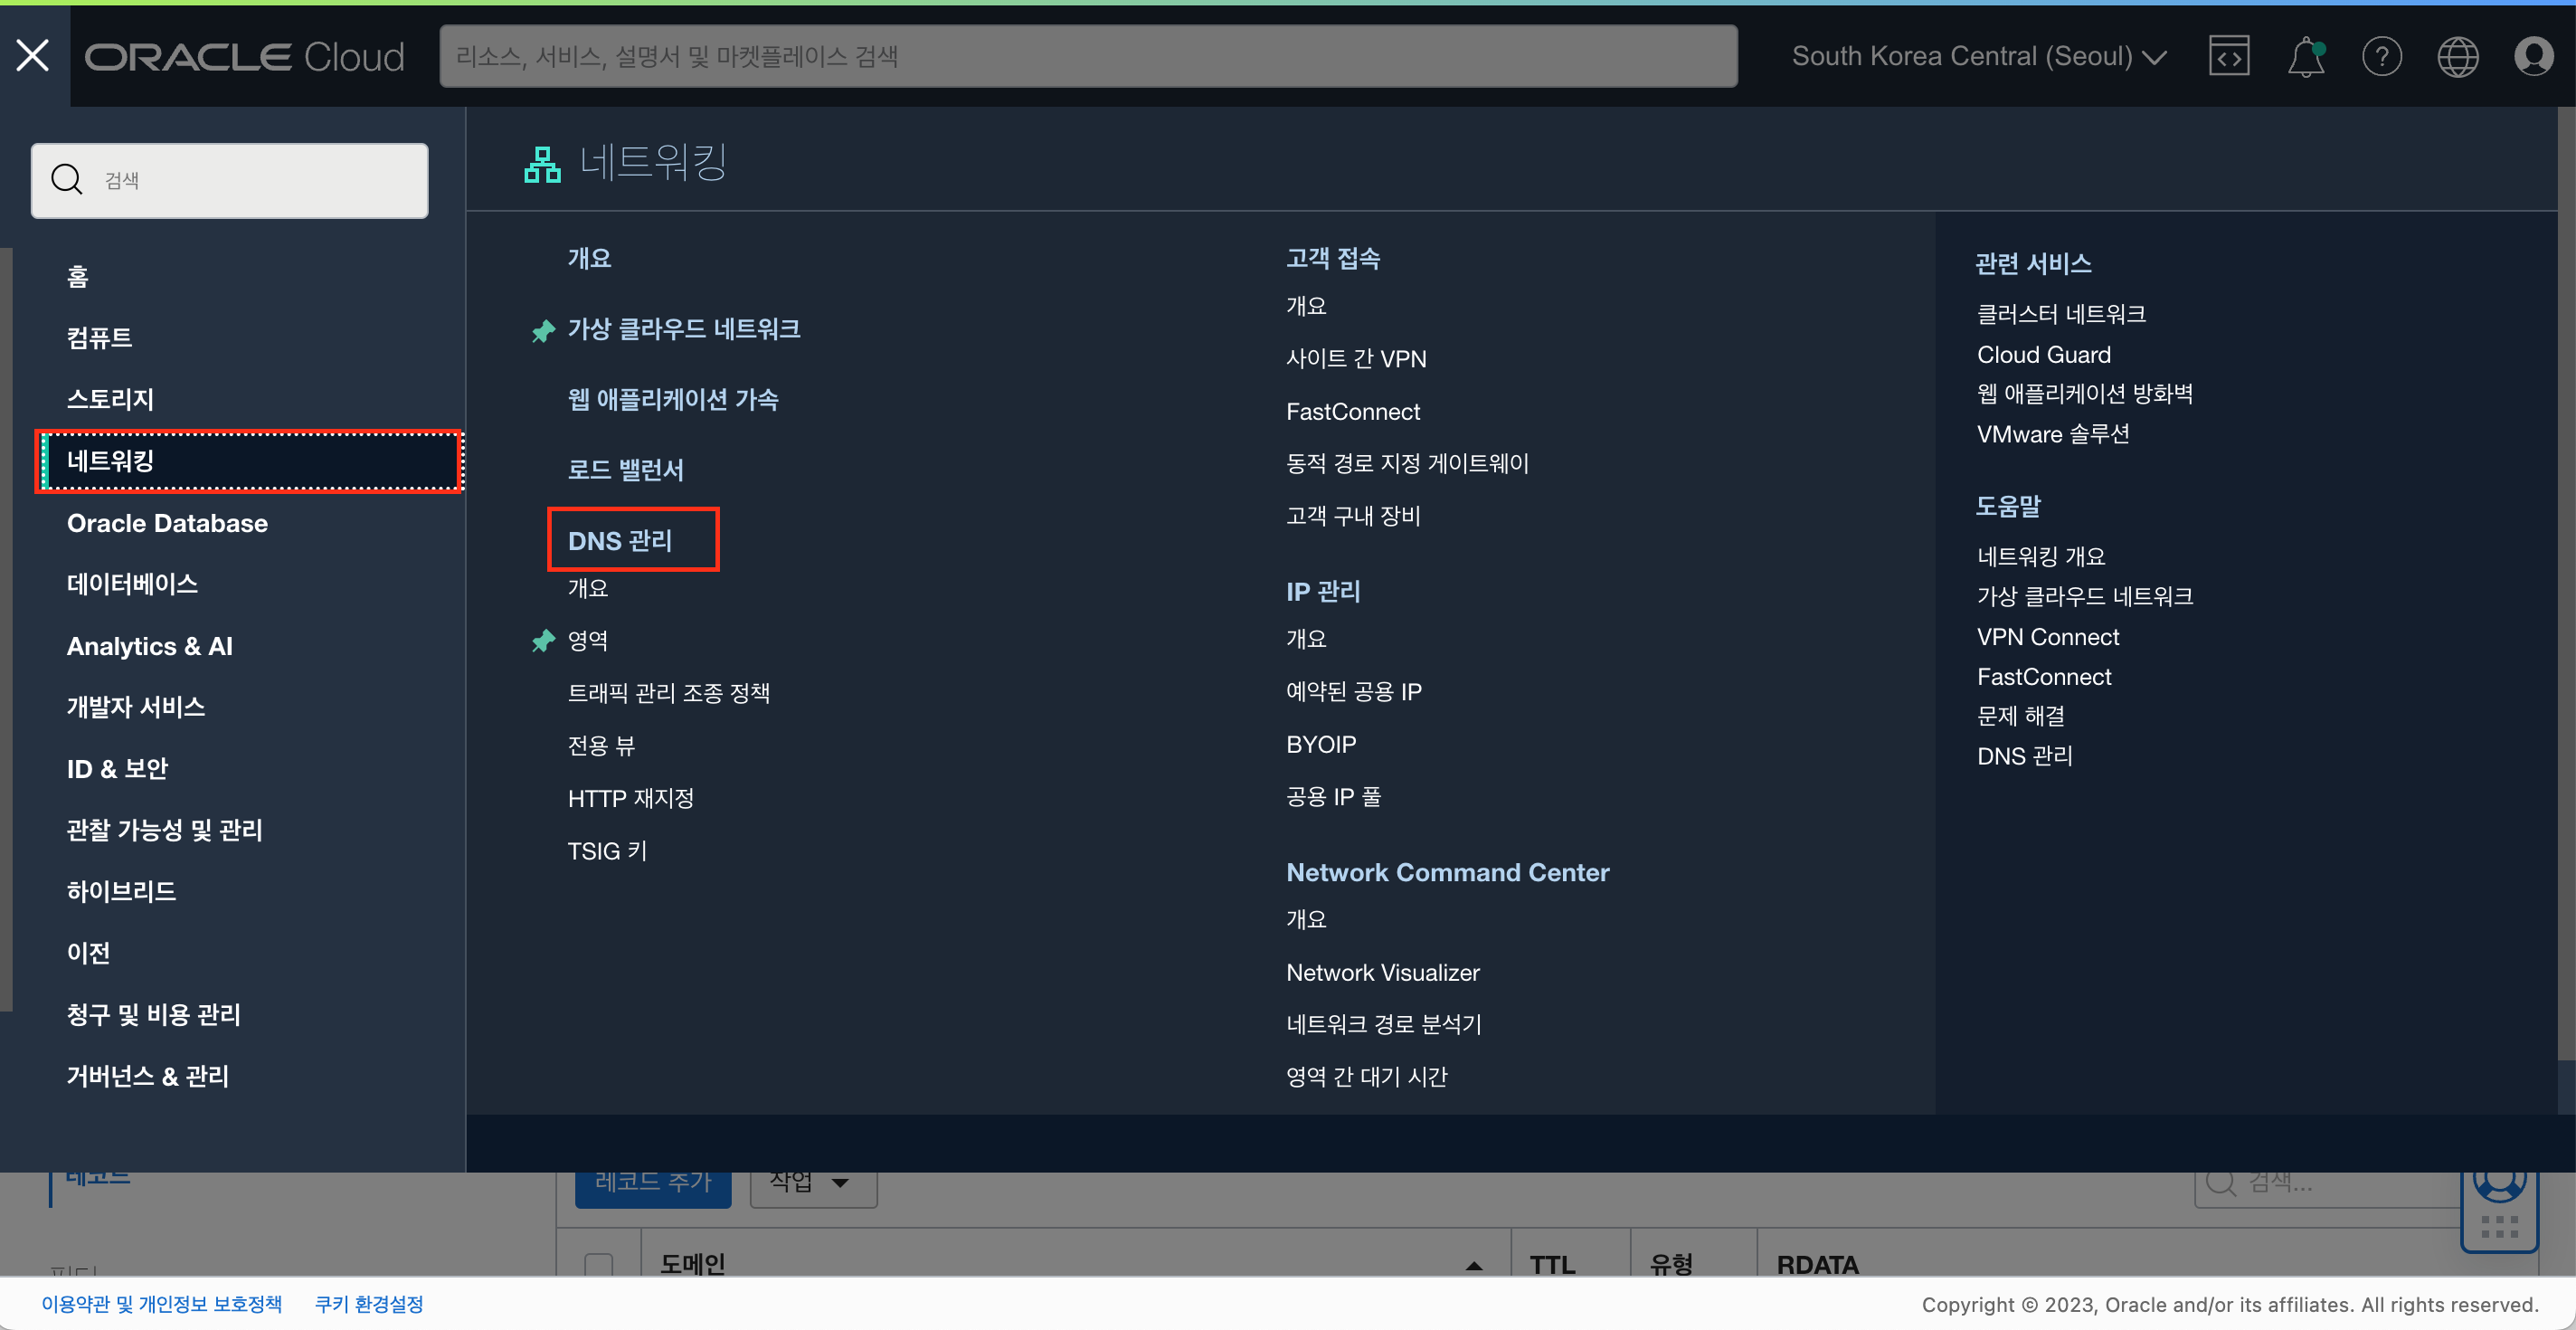 ORACLE Cloud
리소스, 서비스, 설명서 및 마켓플레이스 검색
South Korea Central (Seoul)
검색
홈
컴퓨트
스토리지
네트워킹
Oracle Database
데이터베이스
Analytics & AI
개발자 서비스
ID & 보안
관찰 가능성 및 관리
하이브리드
이전
청구 및 비용 관리
거버넌스 & 관리
네트워킹
개요
가상 클라우드 네트워크
웹 애플리케이션 가속
로드 밸런서
DNS 관리
개요
영역
트래픽 관리 조종 정책
전용 뷰
HTTP 재지정
TSIG 키
고객 접속
개요
사이트 간 VPN
FastConnect
동적 경로 지정 게이트웨이
고객 구내 장비
IP 관리
개요
예약된 공용 IP
BYOIP
공용 IP 풀
Network Command Center
개요
Network Visualizer
네트워크 경로 분석기
영역 간 대기 시간
관련 서비스
클러스터 네트워크
Cloud Guard
웹 애플리케이션 방화벽
VMware 솔루션
도움말
네트워킹 개요
가상 클라우드 네트워크
VPN Connect
FastConnect
문제 해결
DNS 관리
레코드
레코드 추가
작업
검색...
도메인
TTL
유형
RDATA
이용약관 및 개인정보 보호정책
쿠키 환경설정
Copyright © 2023, Oracle and/or its affiliates. All rights reserved.